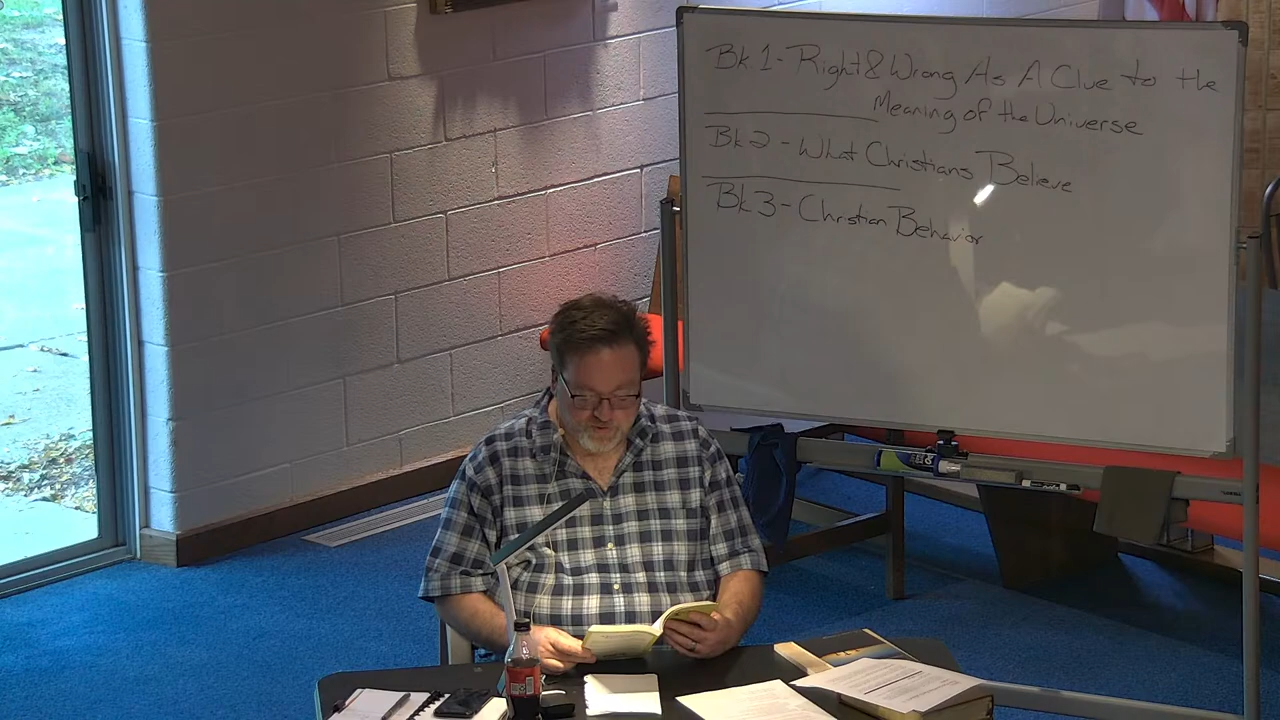 Bk 1 - Right & Wrong As A Clue to the
Meaning of the Universe
Bk 2 - What Christians Believe
Bk 3 - Christian Behavior